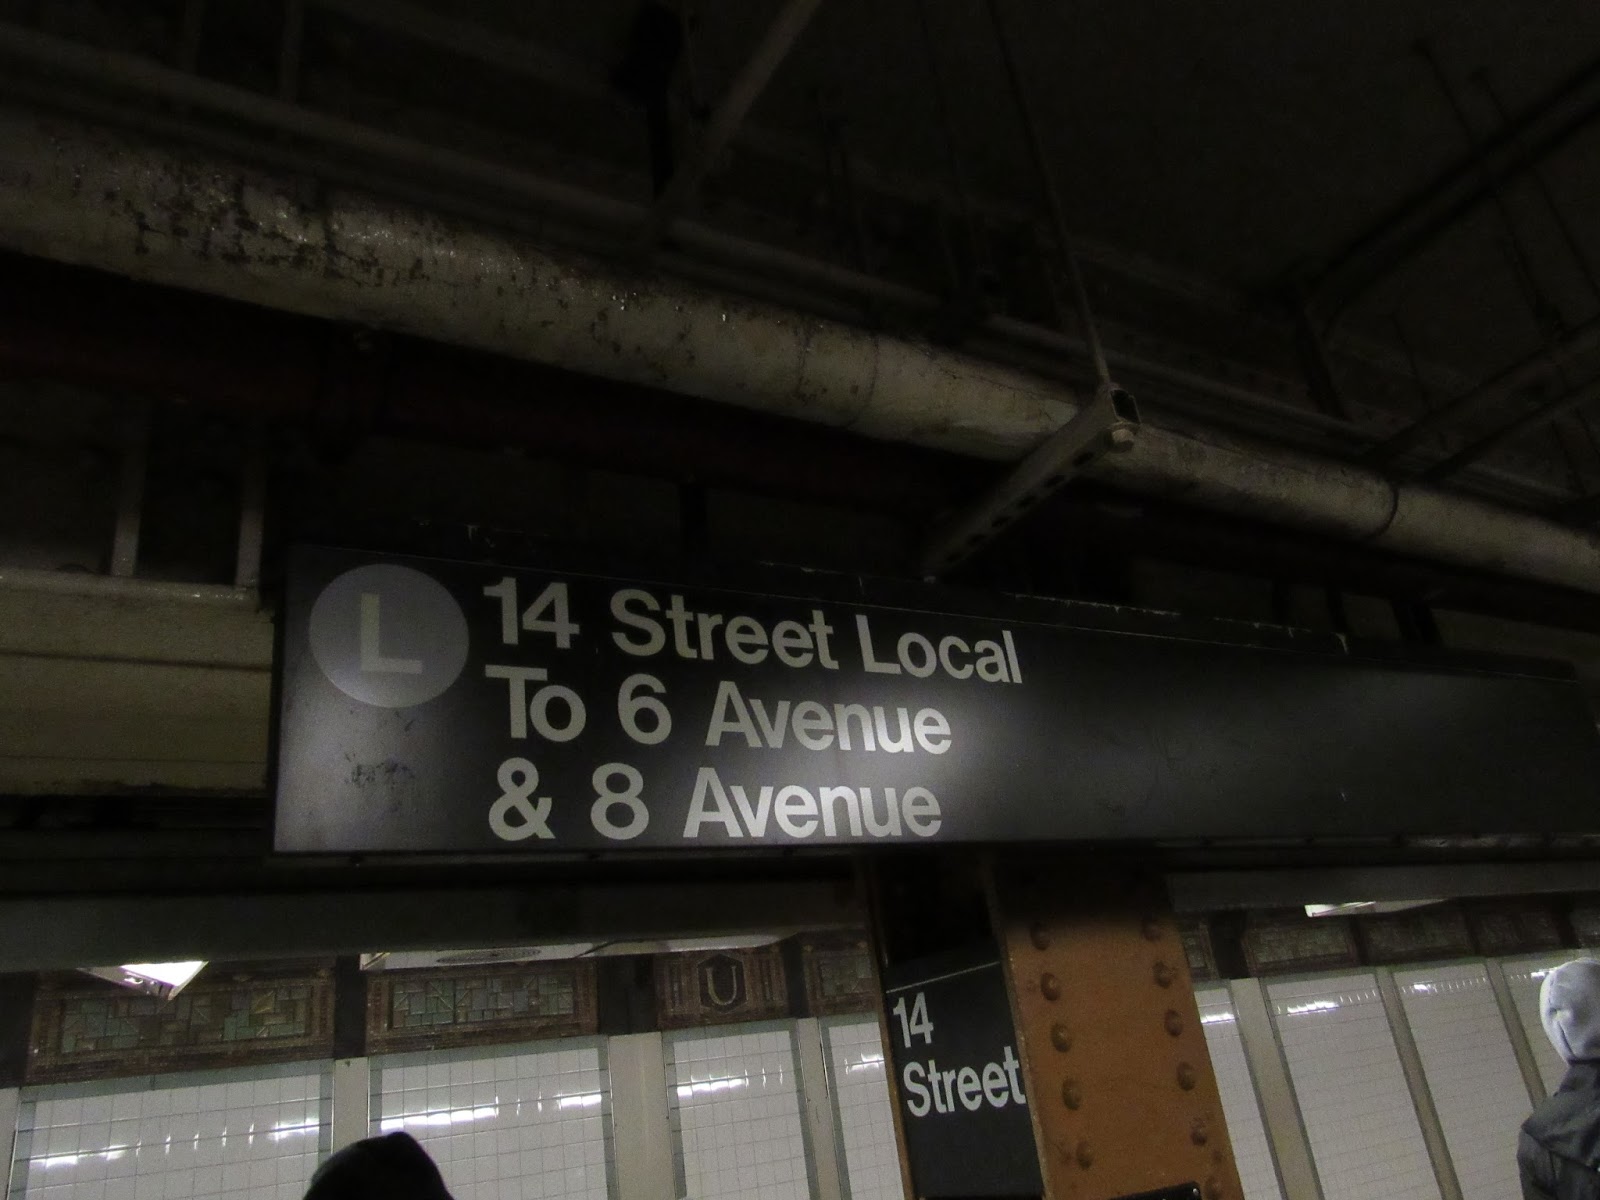 L
14 Street Local
To 6 Avenue
& 8 Avenue
U
14
Street